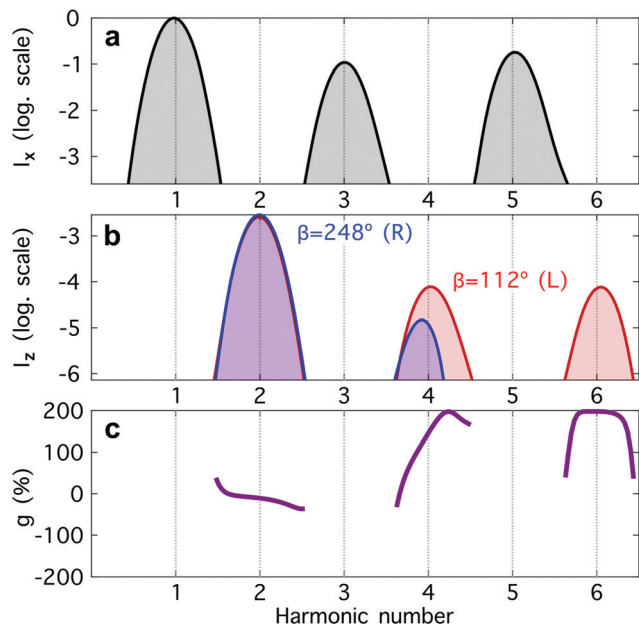 a
I_x (log. scale)
0
-1
-2
-3
1 2 3 4 5 6
b
I_z (log. scale)
-3
-4
-5
-6
β=248° (R)
β=112° (L)
1 2 3 4 5 6
c
g (%)
200
100
0
-100
-200
1 2 3 4 5 6
Harmonic number